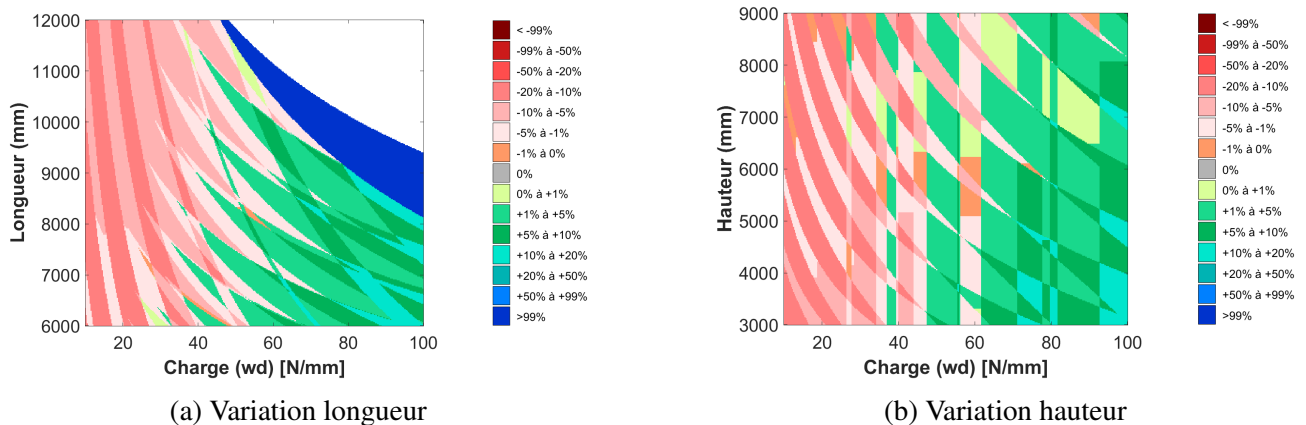 12000
11000
10000
9000
8000
7000
6000
Longueur (mm)
20
40
60
80
100
Charge (wd) [N/mm]
< -99%
-99% à -50%
-50% à -20%
-20% à -10%
-10% à -5%
-5% à -1%
-1% à 0%
0%
0% à +1%
+1% à +5%
+5% à +10%
+10% à +20%
+20% à +50%
+50% à +99%
>99%
(a) Variation longueur
9000
8000
7000
6000
5000
4000
3000
Hauteur (mm)
20
40
60
80
100
Charge (wd) [N/mm]
< -99%
-99% à -50%
-50% à -20%
-20% à -10%
-10% à -5%
-5% à -1%
-1% à 0%
0%
0% à +1%
+1% à +5%
+5% à +10%
+10% à +20%
+20% à +50%
+50% à +99%
>99%
(b) Variation hauteur